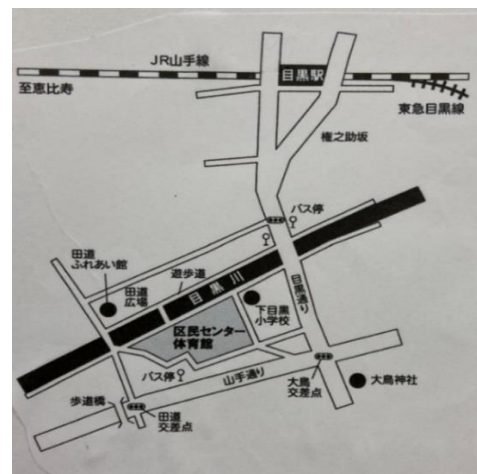 JR山手線
目黒駅
至恵比寿
東急目黒線
権之助坂
バス停
田道
ふれあい館
遊歩道
田道
広場
目黒川
目黒通り
下目黒
小学校
区民センター
体育館
バス停
山手通り
大鳥
交差点
大鳥神社
歩道橋
田道
交差点